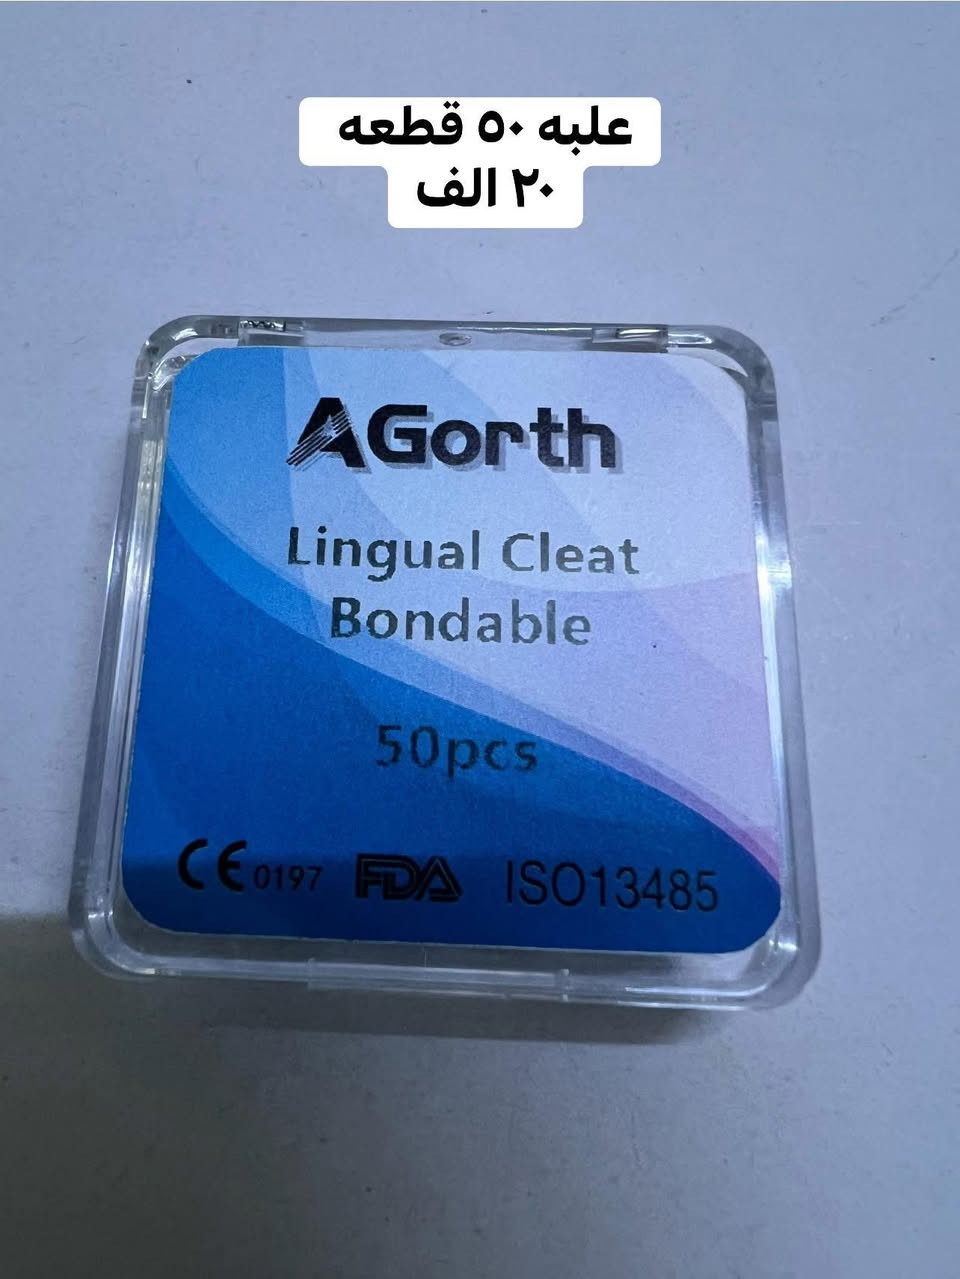 علبه ٥٠ قطعه
٢٠ الف
AGorth
Lingual Cleat
Bondable
50pcs
CE 0197 FDA ISO13485